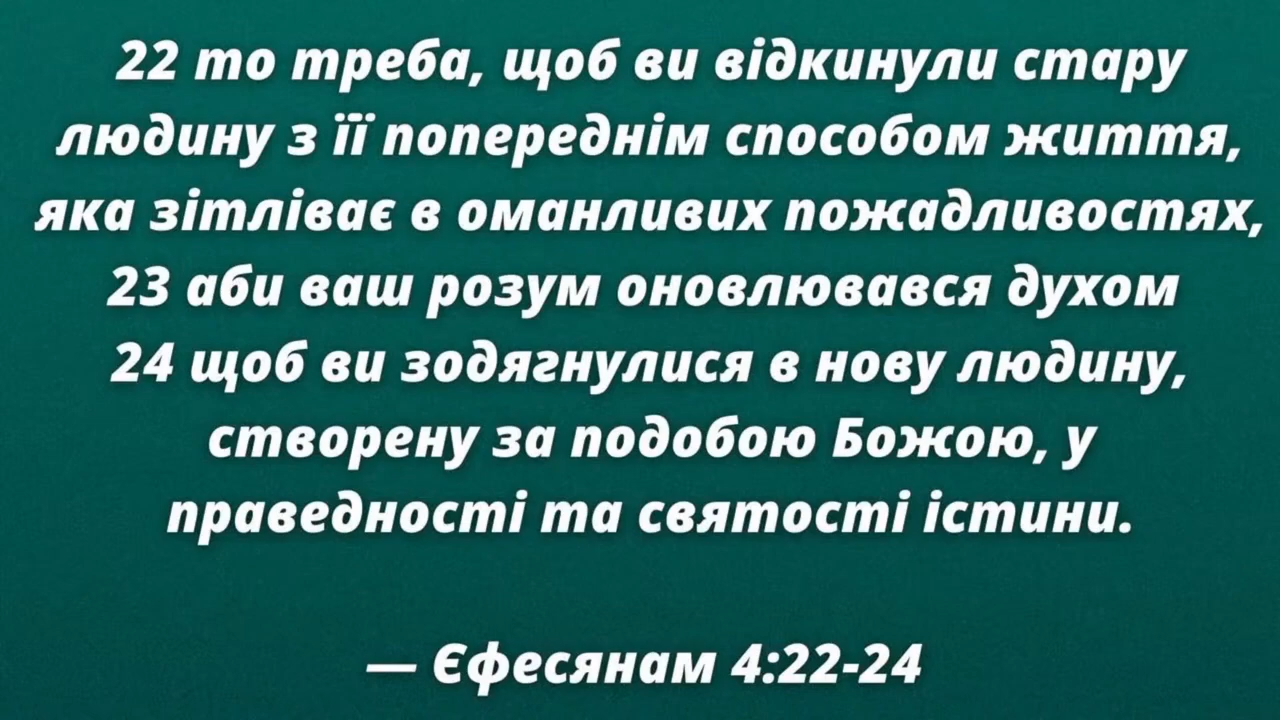 22 то треба, щоб ви відкинули стару
людину з її попереднім способом життя,
яка зітліває в оманливих пожадливостях,
23 аби ваш розум оновлювався духом
24 щоб ви зодягнулися в нову людину,
створену за подобою Божою, у
праведності та святості істини.
— Єфесянам 4:22-24